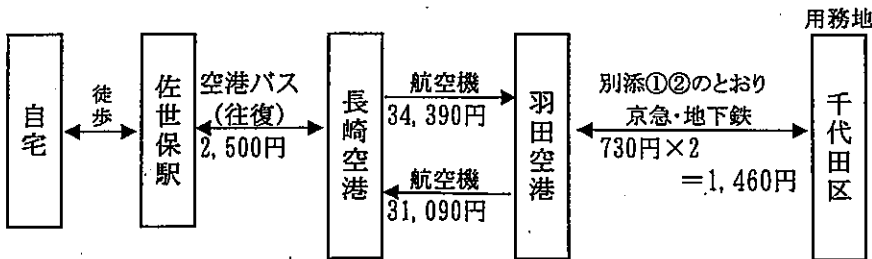 用務地
自宅
徒歩
佐世保駅
空港バス
(往復)
2,500円
長崎空港
航空機
34,390円
航空機
31,090円
羽田空港
別添①②のとおり
京急・地下鉄
730円×2
=1,460円
千代田区